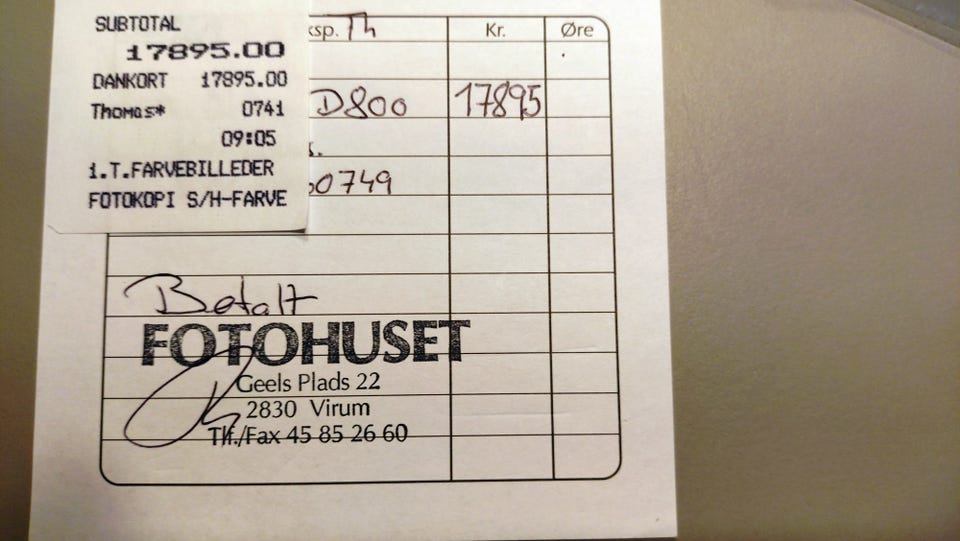 SUBTOTAL
17895.00
DANKORT 17895.00
Thomas* 0741
09:05
1.T.FARVEBILLEDER
FOTOKOPI S/H-FARVE
ksp. Th Kr. Øre
D800 17895
0749
Betalt
FOTOHUSET
Geels Plads 22
2830 Virum
Tlf./Fax 45 85 26 60